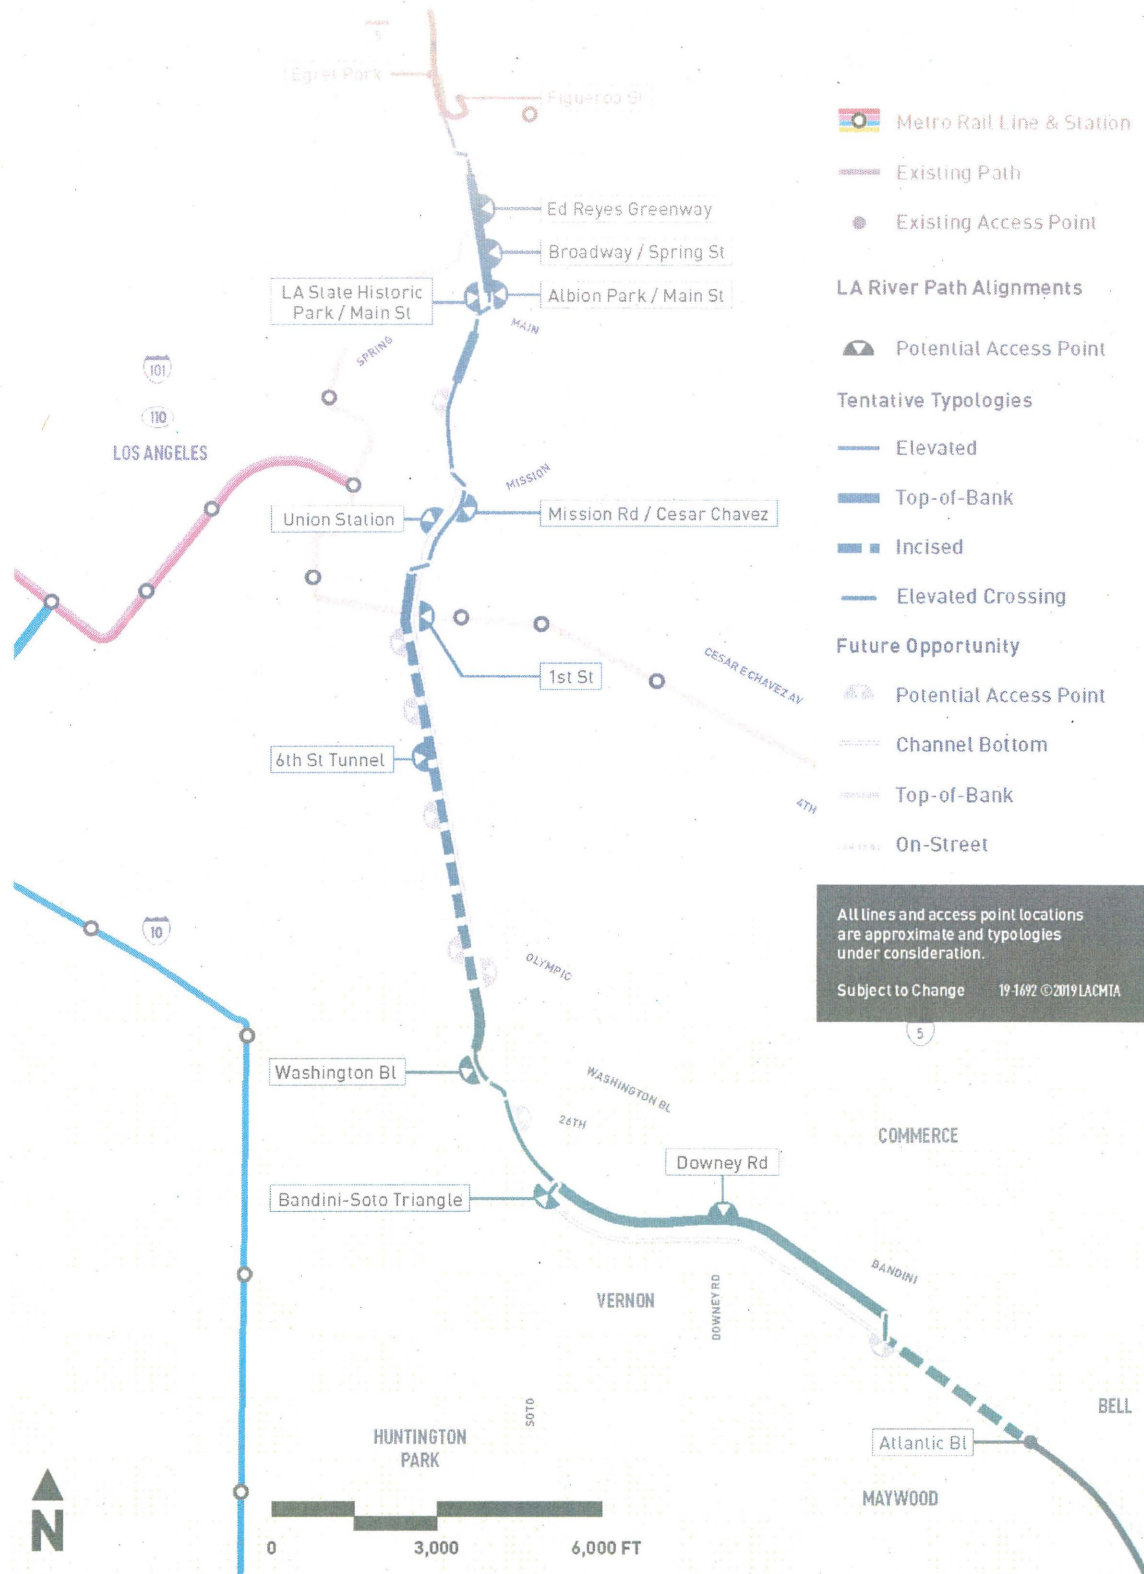 5
Egret Park
Figueroa St
Metro Rail Line & Station
Existing Path
Existing Access Point
Ed Reyes Greenway
Broadway / Spring St
LA State Historic
Park / Main St
Albion Park / Main St
MAIN
SPRING
LA River Path Alignments
Potential Access Point
Tentative Typologies
Elevated
Top-of-Bank
Incised
Elevated Crossing
Future Opportunity
Potential Access Point
Channel Bottom
Top-of-Bank
On-Street
101
110
LOS ANGELES
MISSION
Union Station
Mission Rd / Cesar Chavez
1st St
CESAR E CHAVEZ AV
6th St Tunnel
4TH
All lines and access point locations
are approximate and typologies
under consideration.
Subject to Change 19-1692 ©2019 LACMTA
10
OLYMPIC
5
Washington Bl
WASHINGTON BL
26TH
COMMERCE
Downey Rd
Bandini-Soto Triangle
BANDINI
VERNON
DOWNEY RD
SOTO
BELL
HUNTINGTON
PARK
Atlantic Bl
MAYWOOD
N
0 3,000 6,000 FT